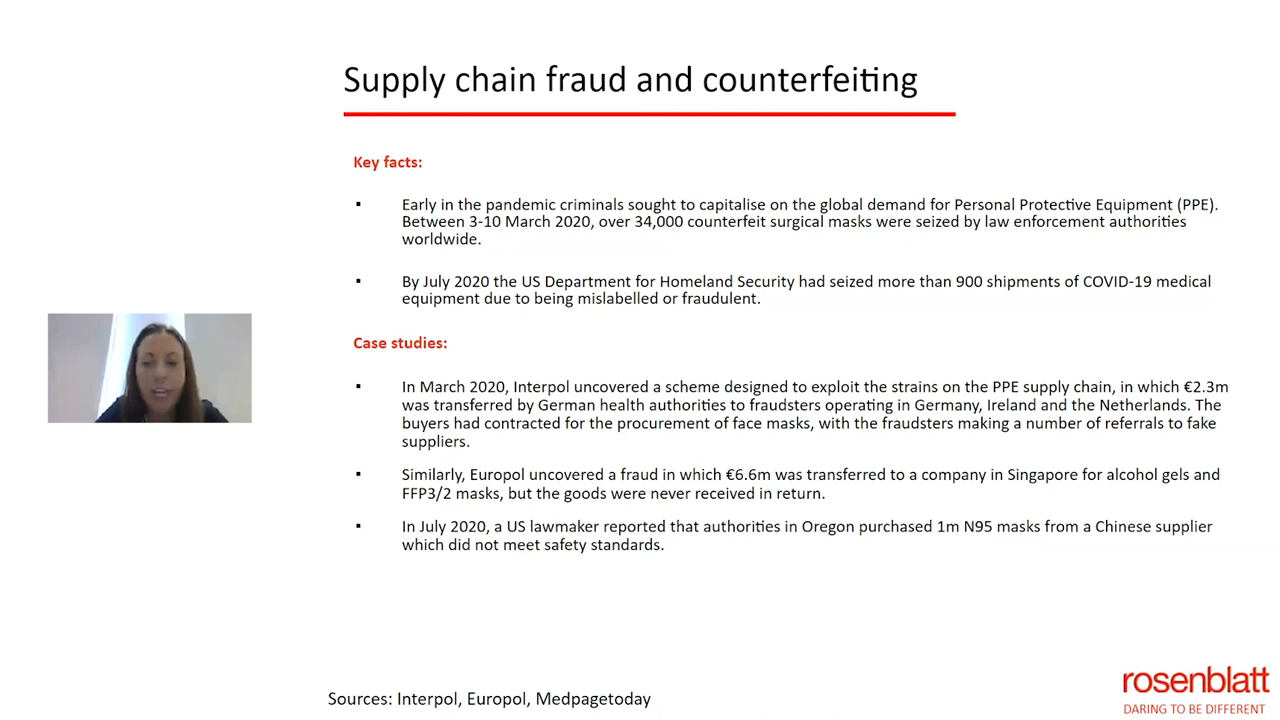 Supply chain fraud and counterfeiting
Key facts:
▪ Early in the pandemic criminals sought to capitalise on the global demand for Personal Protective Equipment (PPE).
Between 3-10 March 2020, over 34,000 counterfeit surgical masks were seized by law enforcement authorities
worldwide.
▪ By July 2020 the US Department for Homeland Security had seized more than 900 shipments of COVID-19 medical
equipment due to being mislabelled or fraudulent.
Case studies:
▪ In March 2020, Interpol uncovered a scheme designed to exploit the strains on the PPE supply chain, in which €2.3m
was transferred by German health authorities to fraudsters operating in Germany, Ireland and the Netherlands. The
buyers had contracted for the procurement of face masks, with the fraudsters making a number of referrals to fake
suppliers.
▪ Similarly, Europol uncovered a fraud in which €6.6m was transferred to a company in Singapore for alcohol gels and
FFP3/2 masks, but the goods were never received in return.
▪ In July 2020, a US lawmaker reported that authorities in Oregon purchased 1m N95 masks from a Chinese supplier
which did not meet safety standards.
Sources: Interpol, Europol, Medpagetoday
rosenblatt
DARING TO BE DIFFERENT